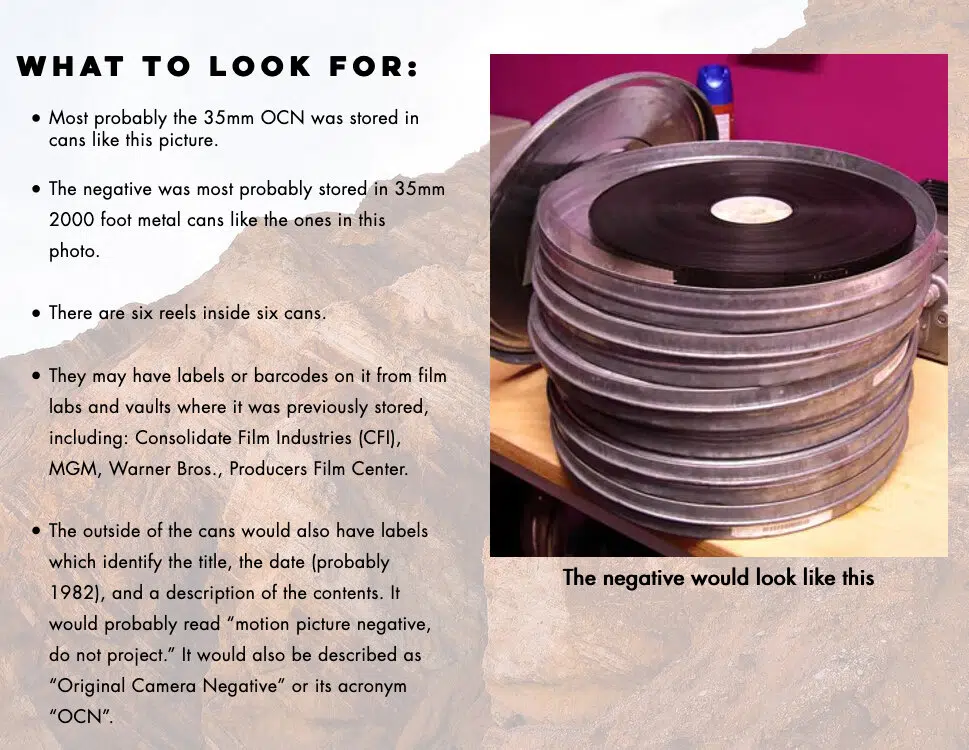 WHAT TO LOOK FOR:
• Most probably the 35mm OCN was stored in
cans like this picture.
• The negative was most probably stored in 35mm
2000 foot metal cans like the ones in this
photo.
• There are six reels inside six cans.
• They may have labels or barcodes on it from film
labs and vaults where it was previously stored,
including: Consolidate Film Industries (CFI),
MGM, Warner Bros., Producers Film Center.
• The outside of the cans would also have labels
which identify the title, the date (probably
1982), and a description of the contents. It
would probably read “motion picture negative,
do not project.” It would also be described as
“Original Camera Negative” or its acronym
“OCN”.
The negative would look like this